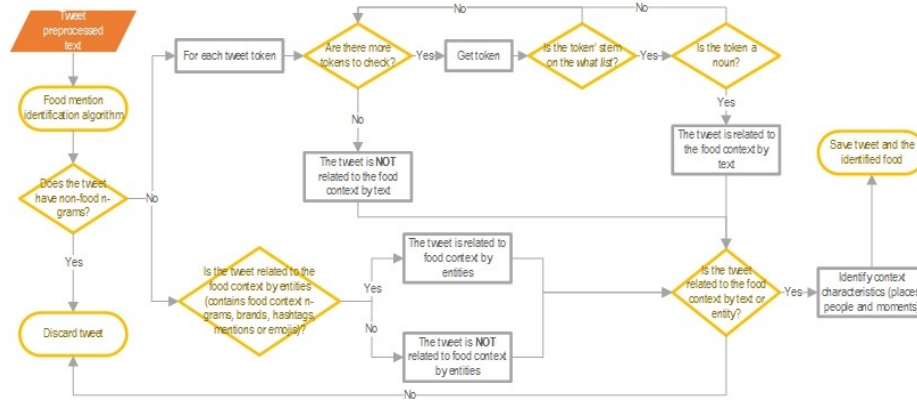 Tweet
preprocessed
text
Food mention
identification algorithm
Does the tweet
have non-food n-
grams?
No
Yes
Discard tweet
For each tweet token
Are there more
tokens to check?
Yes
Get token
Is the token' stem
on the what list?
Yes
Is the token a
noun?
No
No
No
The tweet is NOT
related to the food
context by text
Yes
The tweet is related to
the food context by
text
Is the tweet related to the
food context by entities
(contains food context n-
grams, brands, hashtags,
mentions or emojis)?
Yes
No
The tweet is related to
food context by
entities
The tweet is NOT
related to food context
by entities
Is the tweet
related to the food
context by text or
entity?
Yes
No
Identify context
characteristics (places,
people and moments)
Save tweet and the
identified food